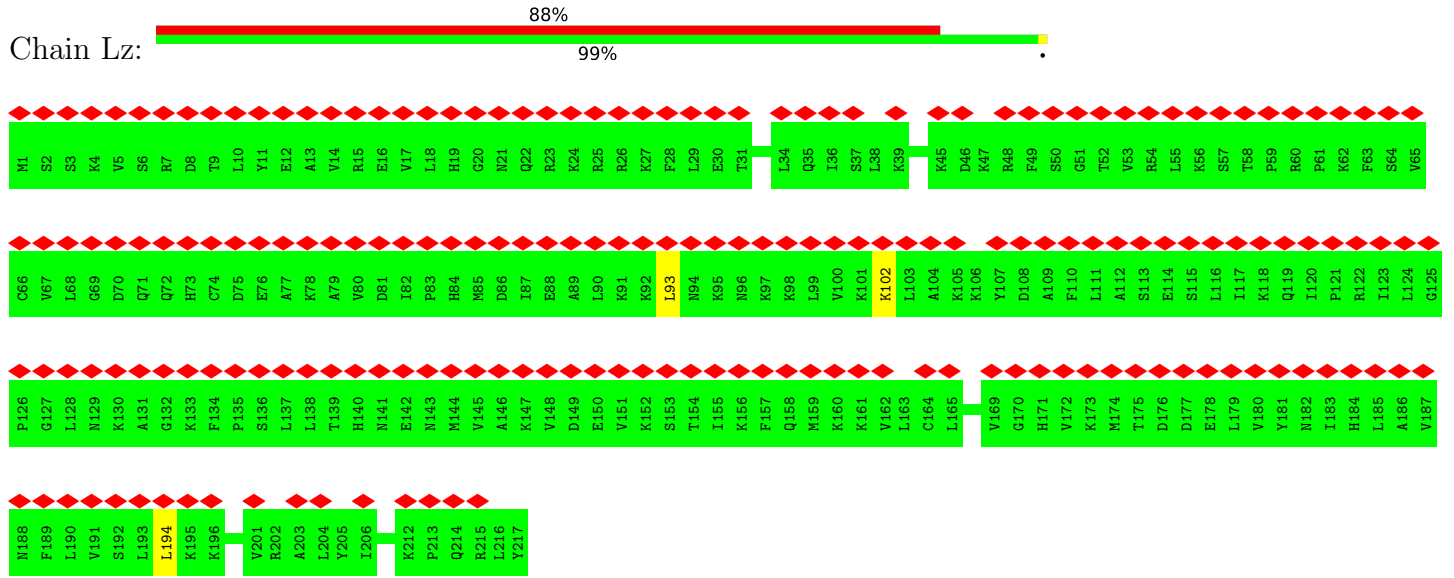 88%
Chain Lz:
99%
.
M1 S2 S3 K4 V5 S6 R7 D8 T9 L10 Y11 E12 A13 V14 R15 E16 V17 L18 H19 G20 N21 Q22 R23 K24 R25 R26 K27 F28 L29 E30 T31 L34 Q35 I36 S37 L38 K39 K45 D46 K47 R48 F49 S50 G51 T52 V53 R54 L55 K56 S57 T58 P59 R60 P61 K62 F63 S64 V65
C66 V67 L68 G69 D70 Q71 Q72 H73 C74 D75 E76 A77 K78 A79 V80 D81 I82 P83 H84 M85 D86 I87 E88 A89 L90 K91 K92 L93 N94 K95 N96 K97 K98 L99 V100 K101 K102 L103 A104 K105 K106 Y107 D108 A109 F110 L111 A112 S113 E114 S115 L116 I117 K118 Q119 I120 P121 R122 I123 L124 G125
P126 G127 L128 N129 K130 A131 G132 K133 F134 P135 S136 L137 L138 T139 H140 N141 E142 N143 M144 V145 A146 K147 V148 D149 E150 V151 K152 S153 T154 I155 K156 F157 Q158 M159 K160 K161 V162 L163 C164 L165 V169 G170 H171 V172 K173 M174 T175 D176 D177 E178 L179 V180 Y181 N182 I183 H184 L185 A186 V187
N188 F189 L190 V191 S192 L193 L194 K195 K196 V201 R202 A203 L204 Y205 I206 K212 P213 Q214 R215 L216 Y217